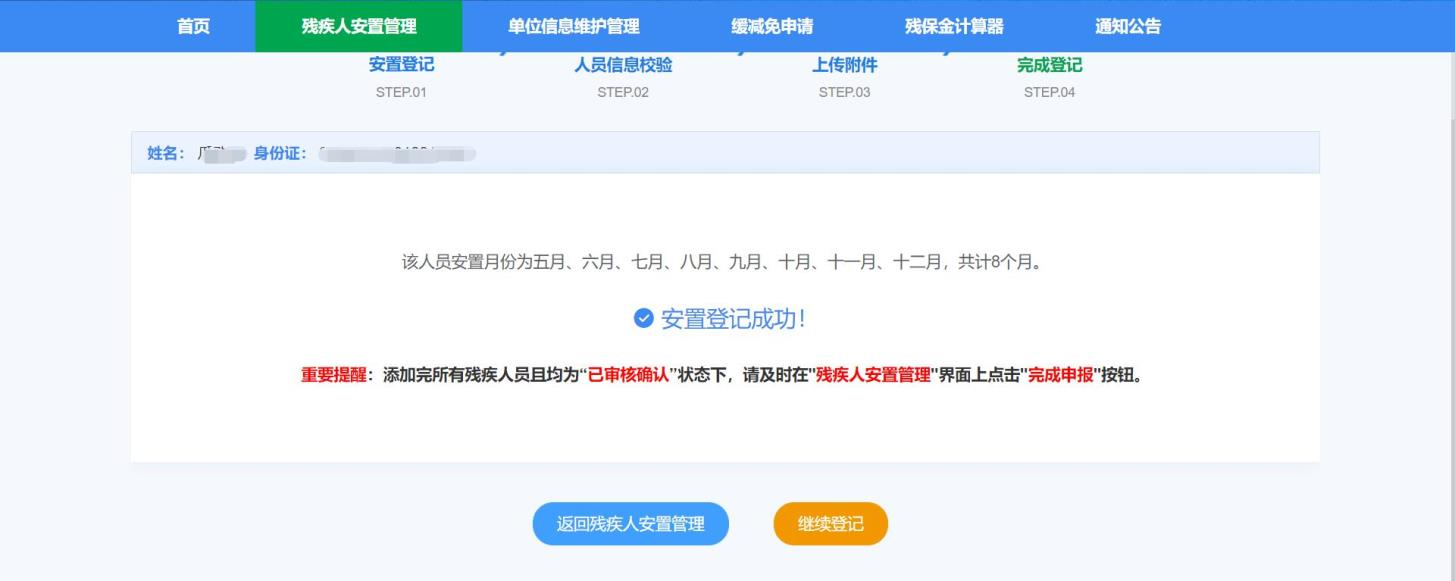 首页 残疾人安置管理 单位信息维护管理 缓减免申请 残保金计算器 通知公告
安置登记 人员信息校验 上传附件 完成登记
STEP.01 STEP.02 STEP.03 STEP.04
姓名： 身份证：
该人员安置月份为五月、六月、七月、八月、九月、十月、十一月、十二月，共计8个月。
安置登记成功！
重要提醒：添加完所有残疾人员且均为“已审核确认”状态下，请及时在"残疾人安置管理"界面上点击"完成申报"按钮。
返回残疾人安置管理 继续登记